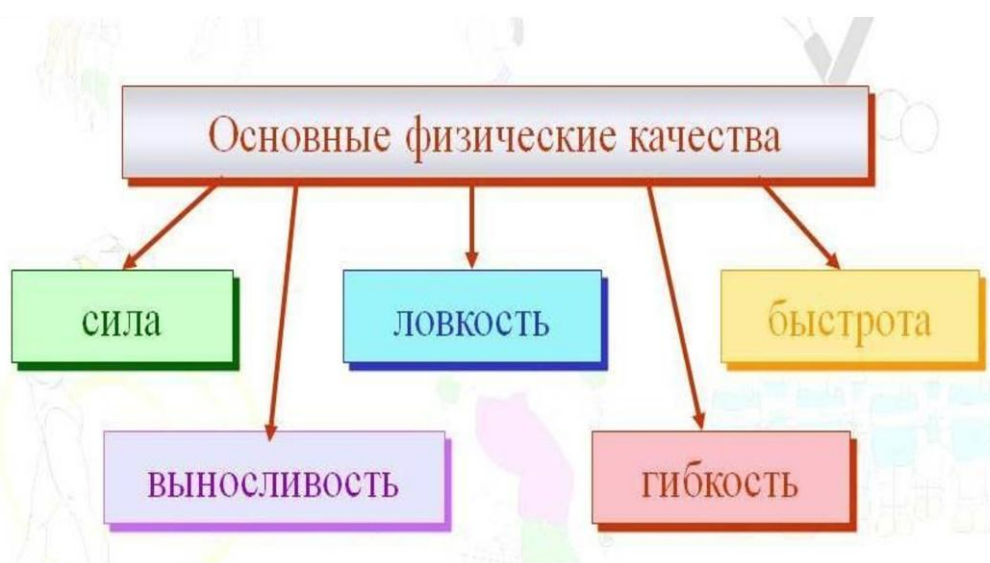 Основные физические качества
сила
ловкость
быстрота
выносливость
гибкость